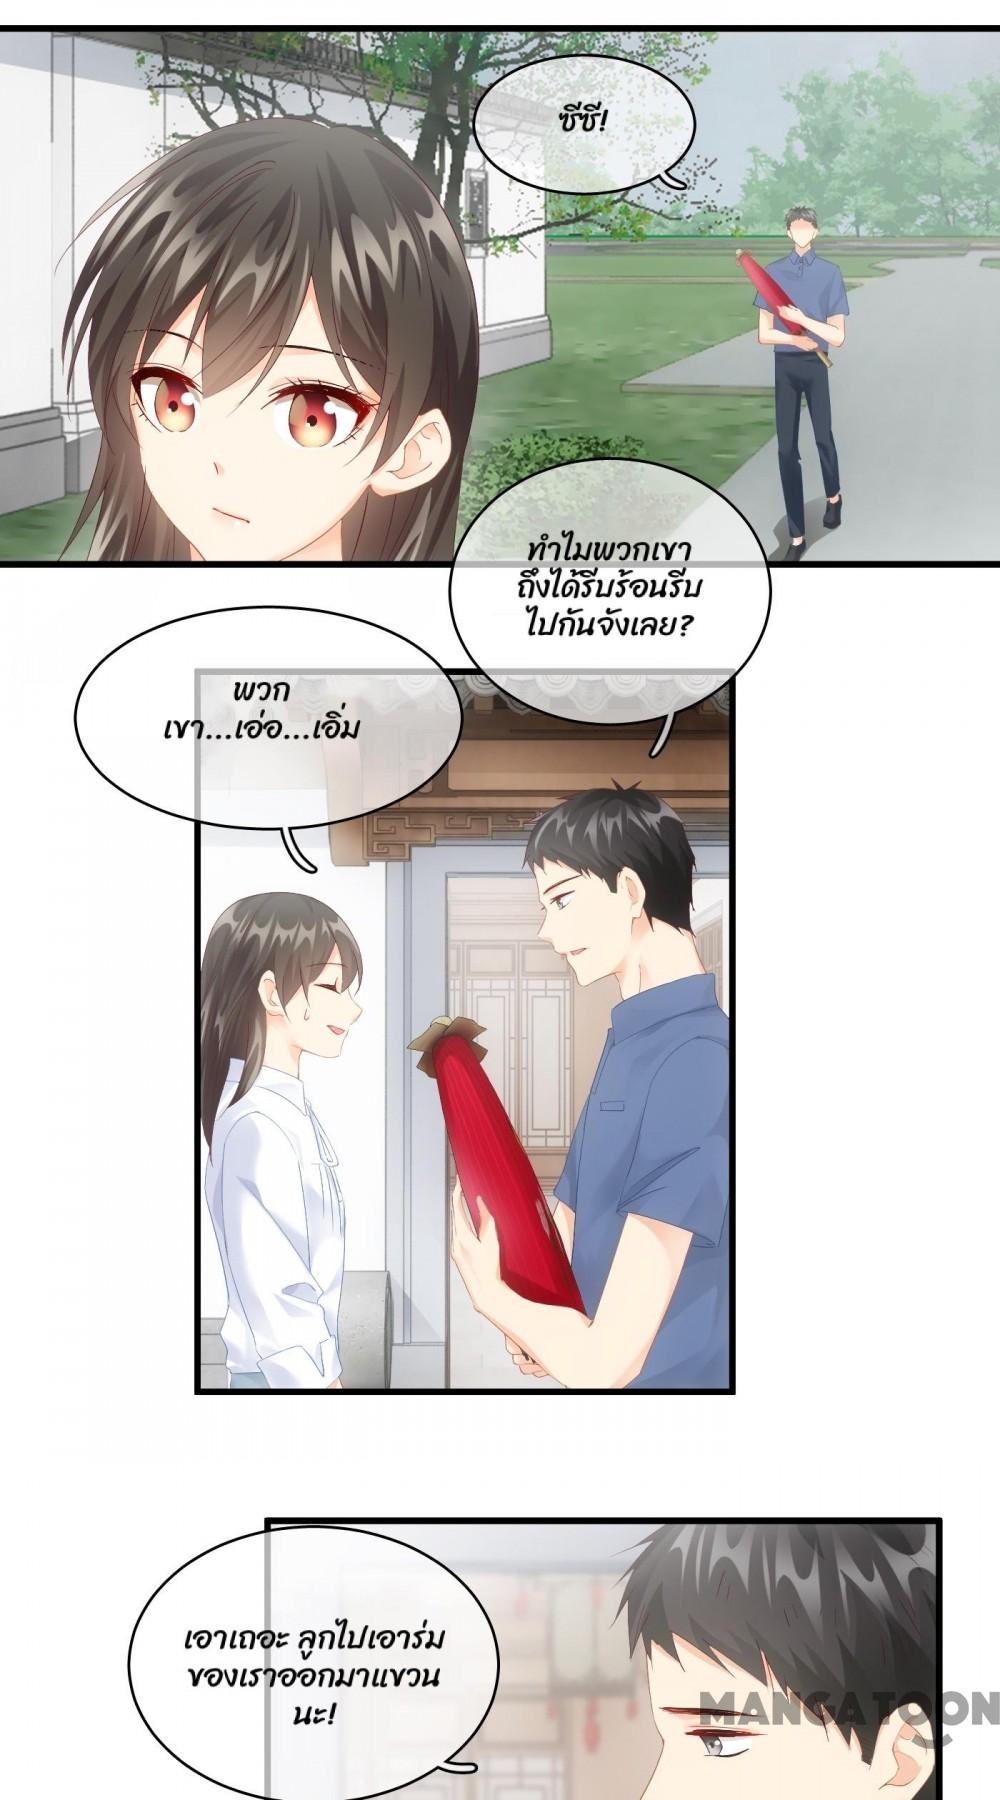 ซีซี!
ทำไมพวกเขา
ถึงได้รีบร้อนรีบ
ไปกันจังเลย?
พวก
เขา...เอ่อ...เอิ่ม
เอาเถอะ ลูกไปเอาร่ม
ของเราออกมาแขวน
นะ!
MANGATOON